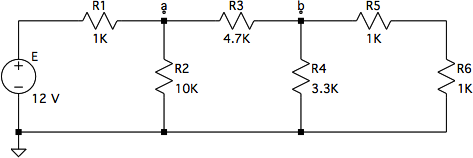 R1 a R3 b R5
1K 4.7K 1K
E R2 R4 R6
+ 10K 3.3K 1K
−
12 V